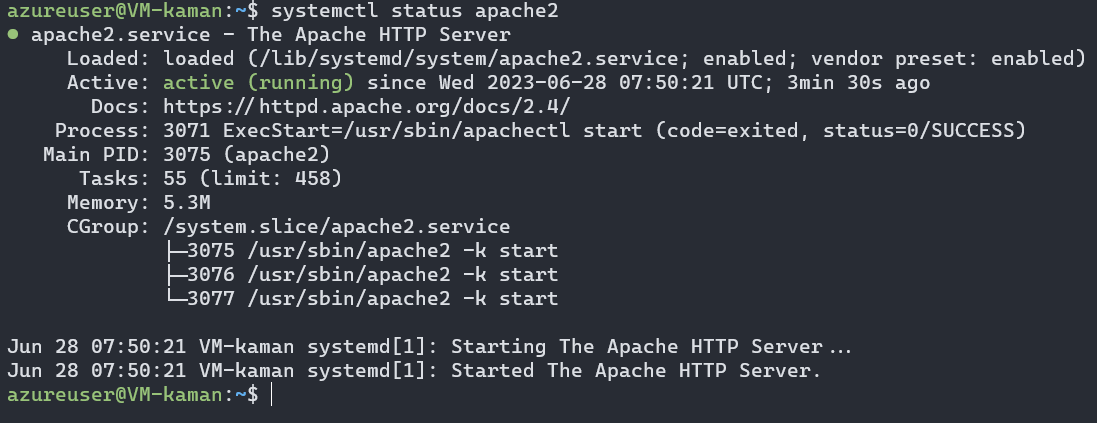 azureuser@VM-kaman:~$ systemctl status apache2
● apache2.service - The Apache HTTP Server
     Loaded: loaded (/lib/systemd/system/apache2.service; enabled; vendor preset: enabled)
     Active: active (running) since Wed 2023-06-28 07:50:21 UTC; 3min 30s ago
       Docs: https://httpd.apache.org/docs/2.4/
    Process: 3071 ExecStart=/usr/sbin/apachectl start (code=exited, status=0/SUCCESS)
   Main PID: 3075 (apache2)
      Tasks: 55 (limit: 458)
     Memory: 5.3M
     CGroup: /system.slice/apache2.service
             ├─3075 /usr/sbin/apache2 -k start
             ├─3076 /usr/sbin/apache2 -k start
             └─3077 /usr/sbin/apache2 -k start

Jun 28 07:50:21 VM-kaman systemd[1]: Starting The Apache HTTP Server...
Jun 28 07:50:21 VM-kaman systemd[1]: Started The Apache HTTP Server.
azureuser@VM-kaman:~$